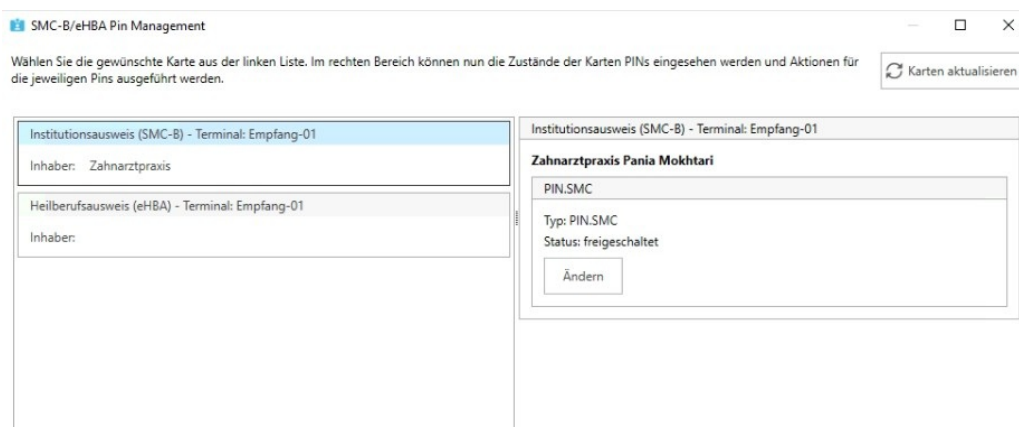 SMC-B/eHBA Pin Management
Wählen Sie die gewünschte Karte aus der linken Liste. Im rechten Bereich können nun die Zustände der Karten PINs eingesehen werden und Aktionen für
die jeweiligen Pins ausgeführt werden.
Karten aktualisieren
Institutionsausweis (SMC-B) - Terminal: Empfang-01
Inhaber: Zahnarztpraxis
Heilberufsausweis (eHBA) - Terminal: Empfang-01
Inhaber:
Institutionsausweis (SMC-B) - Terminal: Empfang-01
Zahnarztpraxis Pania Mokhtari
PIN.SMC
Typ: PIN.SMC
Status: freigeschaltet
Ändern